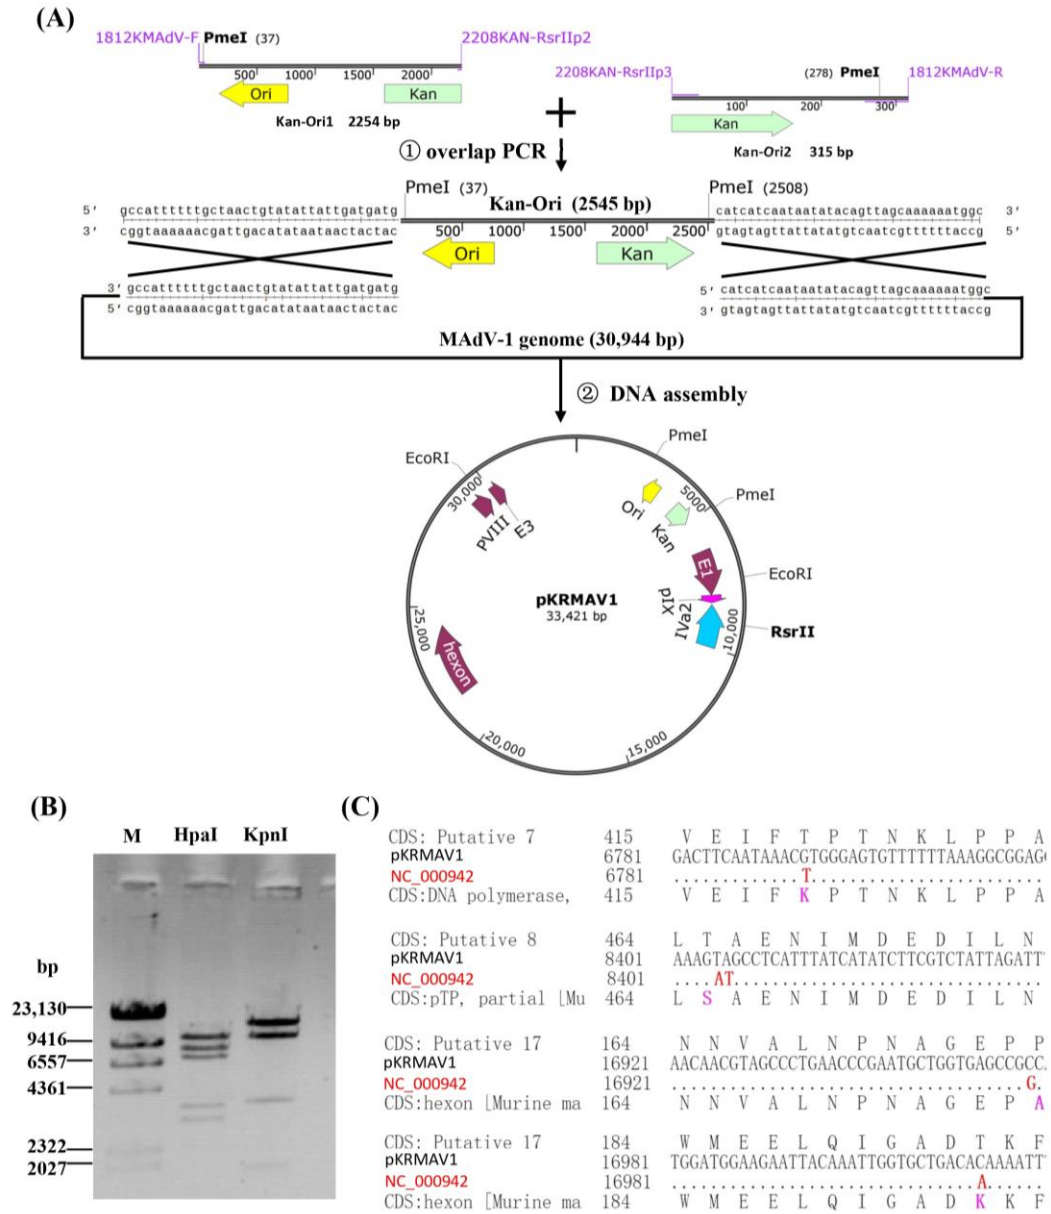 (A)
1812KMAdV-F PmeI (37) 2208KAN-RsrIIp2
500 1000 1500 2000
Ori Kan
Kan-Ori1 2254 bp
+
2208KAN-RsrIIp3 (278) PmeI 1812KMAdV-R
100 200 300
Kan
Kan-Ori2 315 bp
① overlap PCR
PmeI (37) PmeI (2508)
Kan-Ori (2545 bp)
5' gccatttttttgctaactgtatattattgatgatg catcatcaataatatacagttagcaaaaaatggc 3'
3' cggtaaaaaacgattgacatataataactactac gtagtagttattatatgtcaatcgttttttaccg 5'
500 1000 1500 2000 2500
Ori Kan
3' gccattttttgctaactgtatattattgatgatg catcatcaataatatacagttagcaaaaaatggc 5'
5' cggtaaaaaacgattgacatataataactactac gtagtagttattatatgtcaatcgttttttaccg 3'
MAdV-1 genome (30,944 bp)
② DNA assembly
PmeI
EcoRI
30,000
5000
PmeI
Ori
Kan
PVIII
E3
E1
EcoRI
pIX
IVa2
RsrII
10,000
pKRMAV1
33,421 bp
25,000
hexon
20,000
15,000
(B)
M HpaI KpnI
bp
23,130
9416
6557
4361
2322
2027
(C)
CDS: Putative 7 415 V E I F T P T N K L P P A
pKRMAV1 6781 GACTTCAATAAACGTGGGAGTGTTTTTTAAAGGCGGAG
NC_000942 6781 .............T........................
CDS:DNA polymerase, 415 V E I F K P T N K L P P A
CDS: Putative 8 464 L T A E N I M D E D I L N
pKRMAV1 8401 AAAGTAGCCTCATTTATCATATCTTCGTCTATTAGATT
NC_000942 8401 ....AT................................
CDS:pTP, partial [Mu 464 L S A E N I M D E D I L N
CDS: Putative 17 164 N N V A L N P N A G E P P
pKRMAV1 16921 AACAACGTAGCCCTGAACCCGAATGCTGGTGAGCCGCC.
NC_000942 16921 ....................................G.
CDS:hexon [Murine ma 164 N N V A L N P N A G E P A
CDS: Putative 17 184 W M E E L Q I G A D T K F
pKRMAV1 16981 TGGATGGAAGAATTACAAATTGGTGCTGACACAAAATT
NC_000942 16981 ...............................A......
CDS:hexon [Murine ma 184 W M E E L Q I G A D K K F